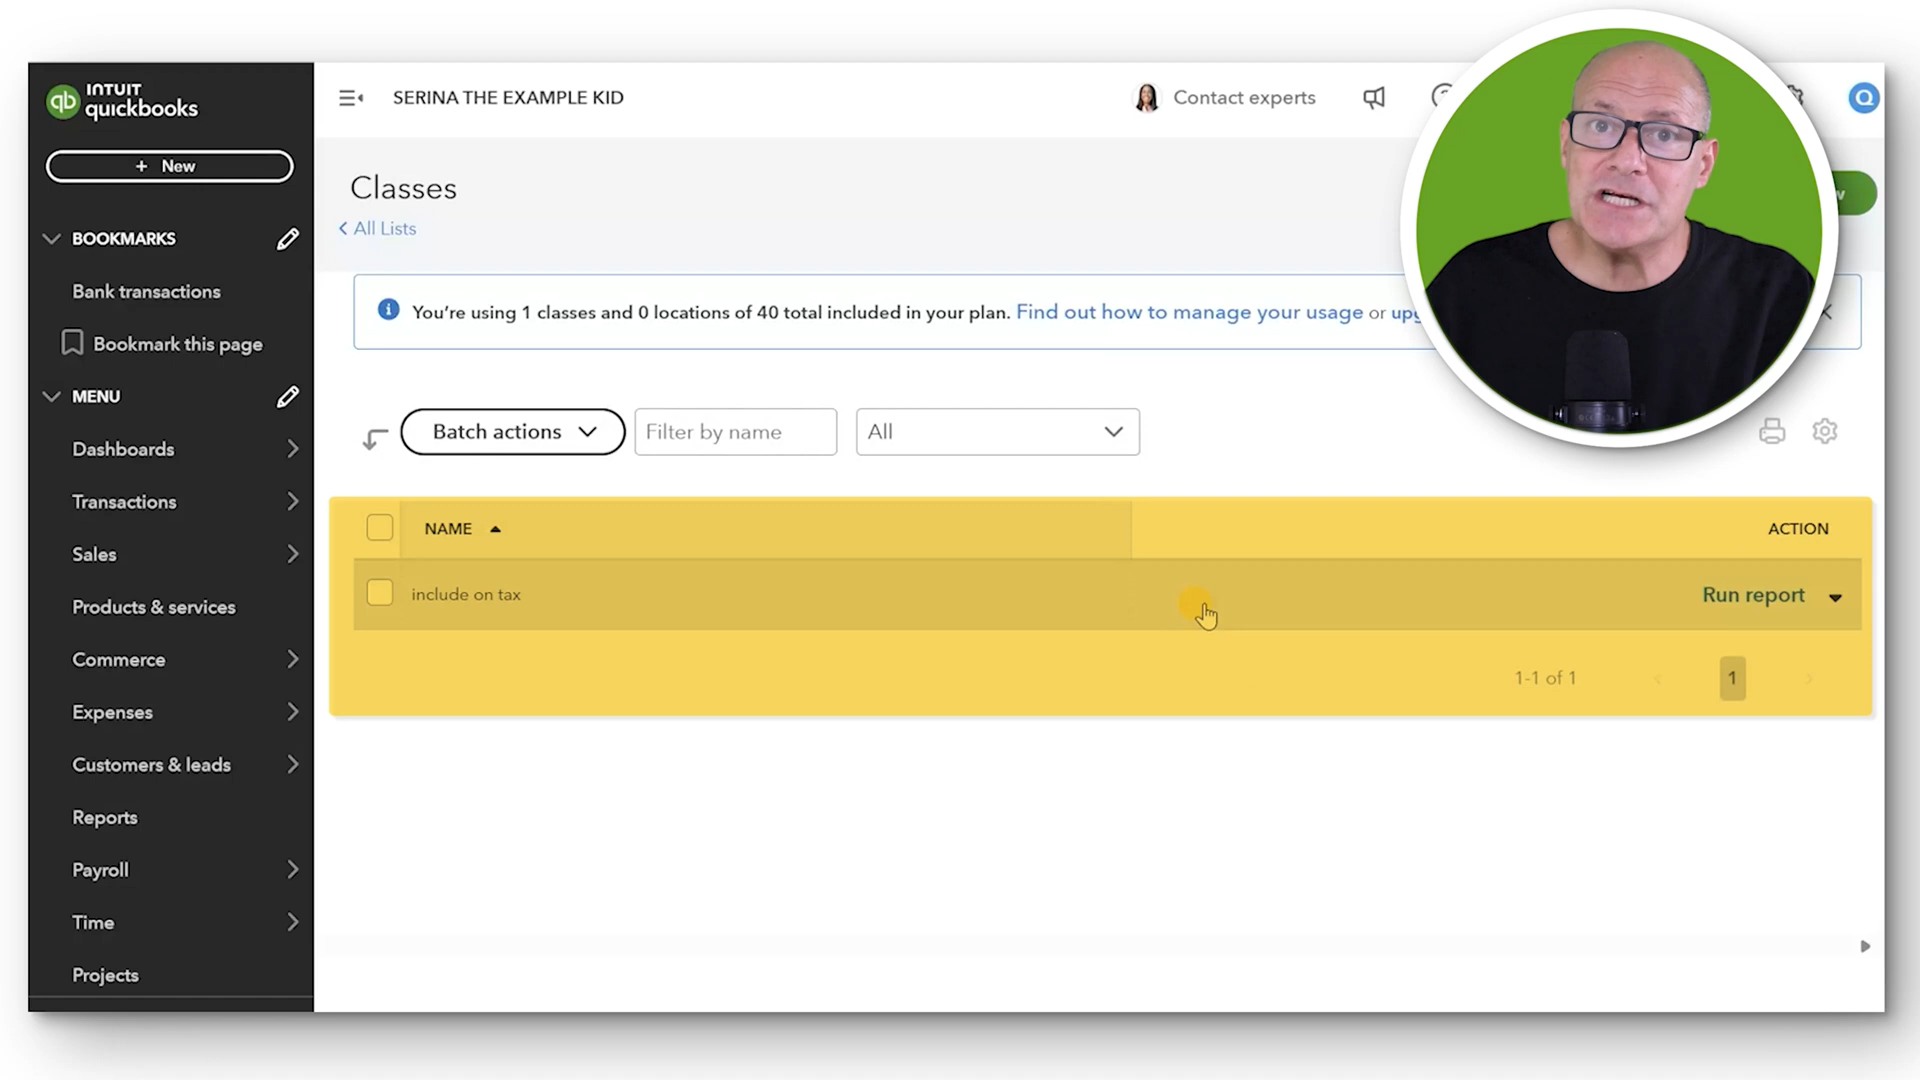 INTUIT
quickbooks
+ New
BOOKMARKS
Bank transactions
Bookmark this page
MENU
Dashboards
Transactions
Sales
Products & services
Commerce
Expenses
Customers & leads
Reports
Payroll
Time
Projects
SERINA THE EXAMPLE KID
Contact experts
Q
Classes
All Lists
You're using 1 classes and 0 locations of 40 total included in your plan. Find out how to manage your usage or
Batch actions
Filter by name
All
NAME
ACTION
include on tax
Run report
1-1 of 1
1